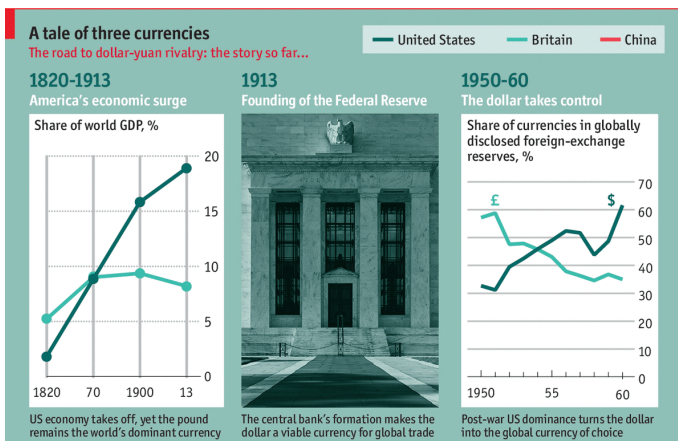 A tale of three currencies
The road to dollar-yuan rivalry: the story so far...
United States
Britain
China
1820-1913
America's economic surge
Share of world GDP, %
20
15
10
5
0
1820
70
1900
13
US economy takes off, yet the pound
remains the world's dominant currency
1913
Founding of the Federal Reserve
The central bank's formation makes the
dollar a viable currency for global trade
1950-60
The dollar takes control
Share of currencies in globally
disclosed foreign-exchange
reserves, %
£
$
70
60
50
40
30
20
10
0
1950
55
60
Post-war US dominance turns the dollar
into the global currency of choice